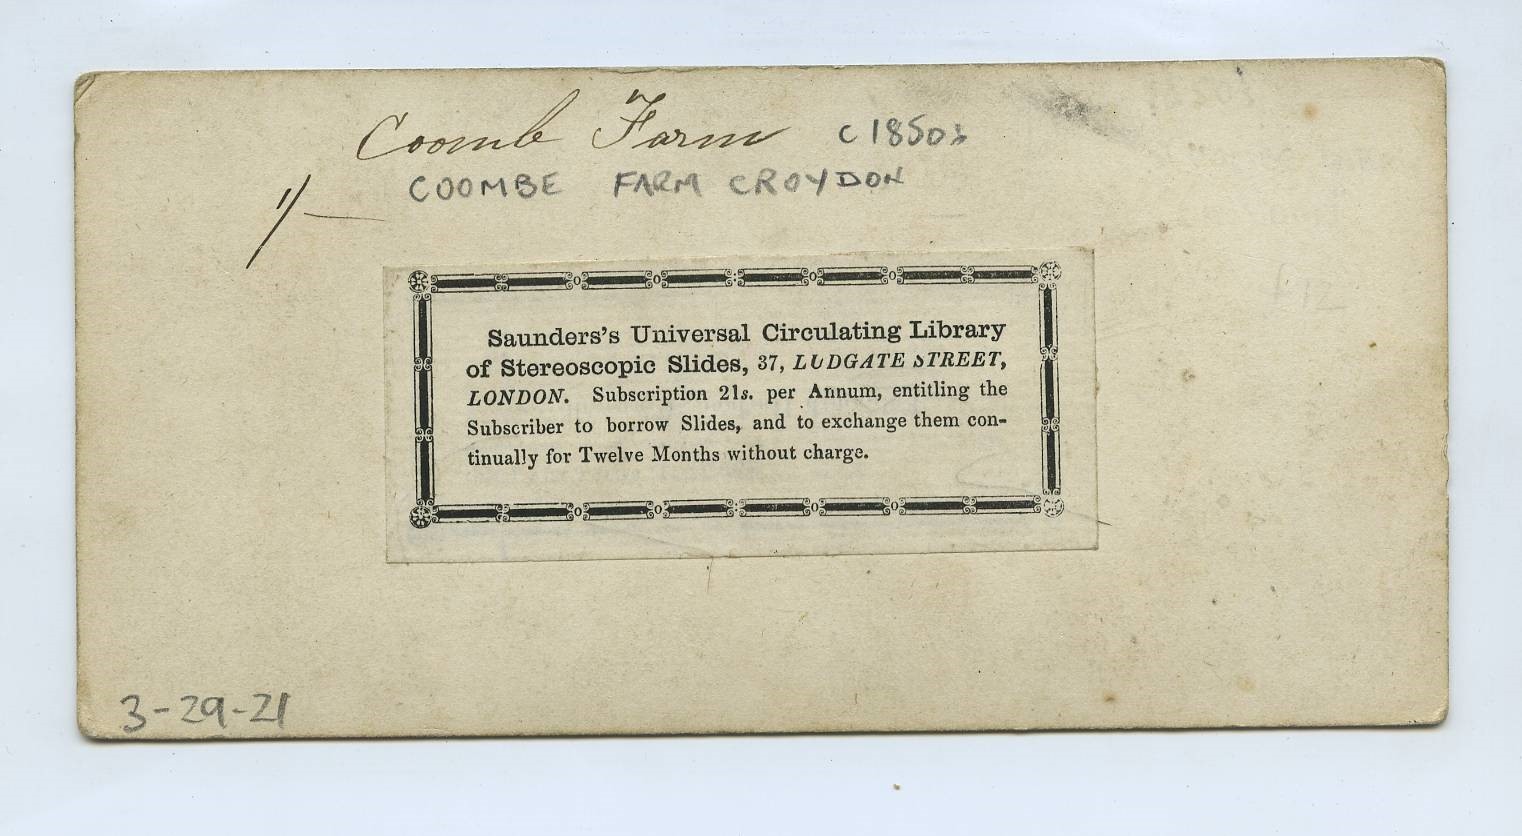 Coomb Farm c 1850s
COOMBE FARM CROYDON
1/-
Saunders's Universal Circulating Library
of Stereoscopic Slides, 37, LUDGATE STREET,
LONDON. Subscription 21s. per Annum, entitling the
Subscriber to borrow Slides, and to exchange them con-
tinually for Twelve Months without charge.
3-29-21